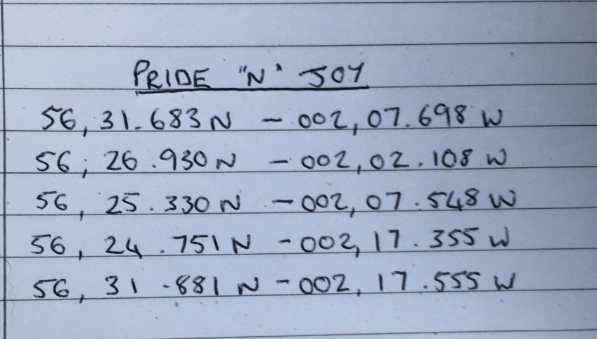 PRIDE "N" JOY
56, 31.683 N - 002, 07.698 W
56, 26.930 N - 002, 02.108 W
56, 25.330 N - 002, 07.548 W
56, 24.751 N - 002, 17.355 W
56, 31.881 N - 002, 17.555 W